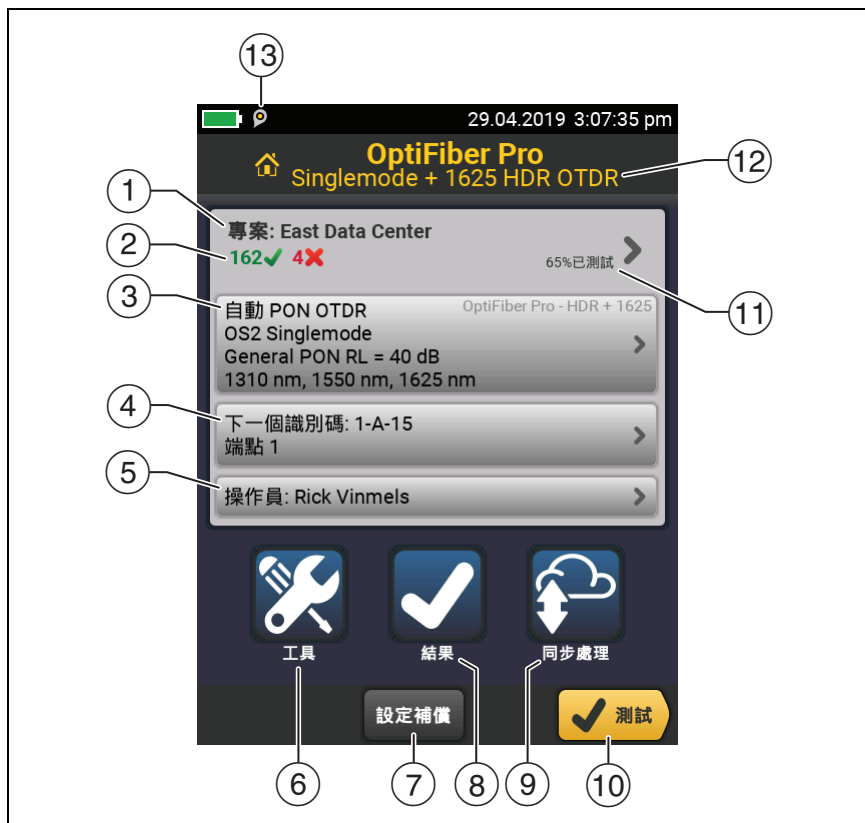 13
29.04.2019 3:07:35 pm
OptiFiber Pro
Singlemode + 1625 HDR OTDR
12
1
專案: East Data Center
2
162 4
65%已測試
3
自動 PON OTDR
OptiFiber Pro - HDR + 1625
11
OS2 Singlemode
General PON RL = 40 dB
1310 nm, 1550 nm, 1625 nm
4
下一個識別碼: 1-A-15
端點 1
5
操作員: Rick Vinmels
工具
結果
同步處理
設定補償
測試
6
7
8
9
10